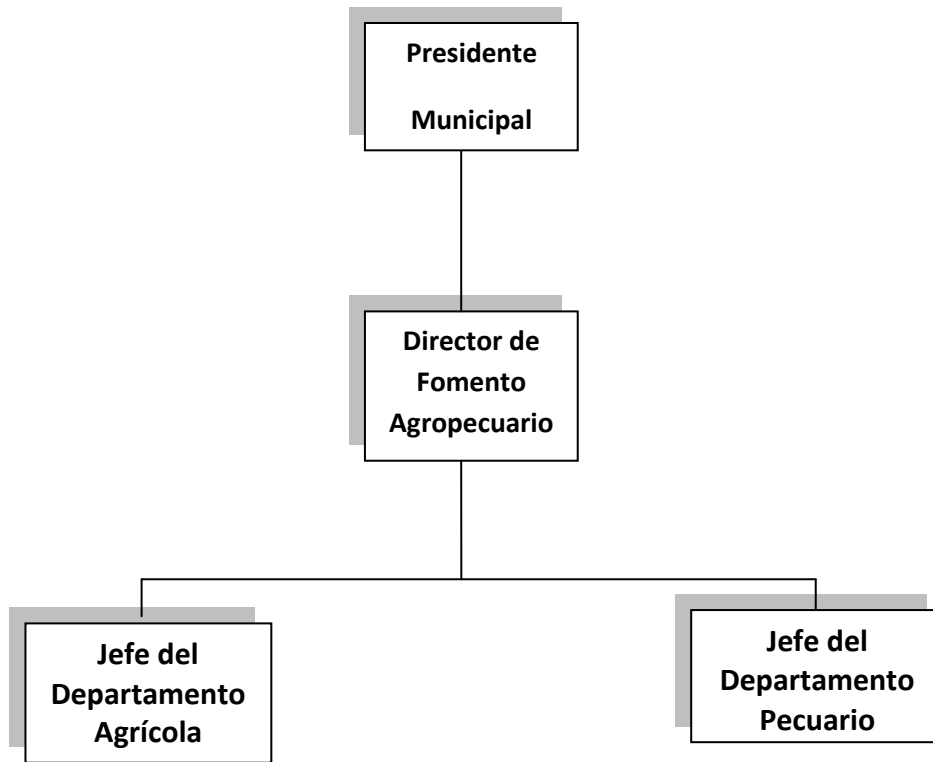 Presidente
Municipal
Director de
Fomento
Agropecuario
Jefe del
Departamento
Agrícola
Jefe del
Departamento
Pecuario